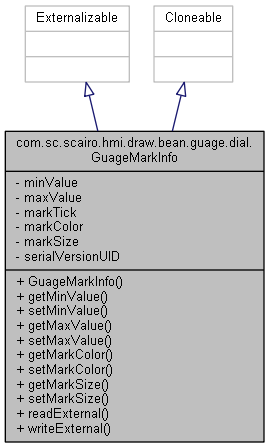 Externalizable
Cloneable
com.sc.scairo.hmi.draw.bean.guage.dial.
GuageMarkInfo
- minValue
- maxValue
- markTick
- markColor
- markSize
- serialVersionUID
+ GuageMarkInfo()
+ getMinValue()
+ setMinValue()
+ getMaxValue()
+ setMaxValue()
+ getMarkColor()
+ setMarkColor()
+ getMarkSize()
+ setMarkSize()
+ readExternal()
+ writeExternal()